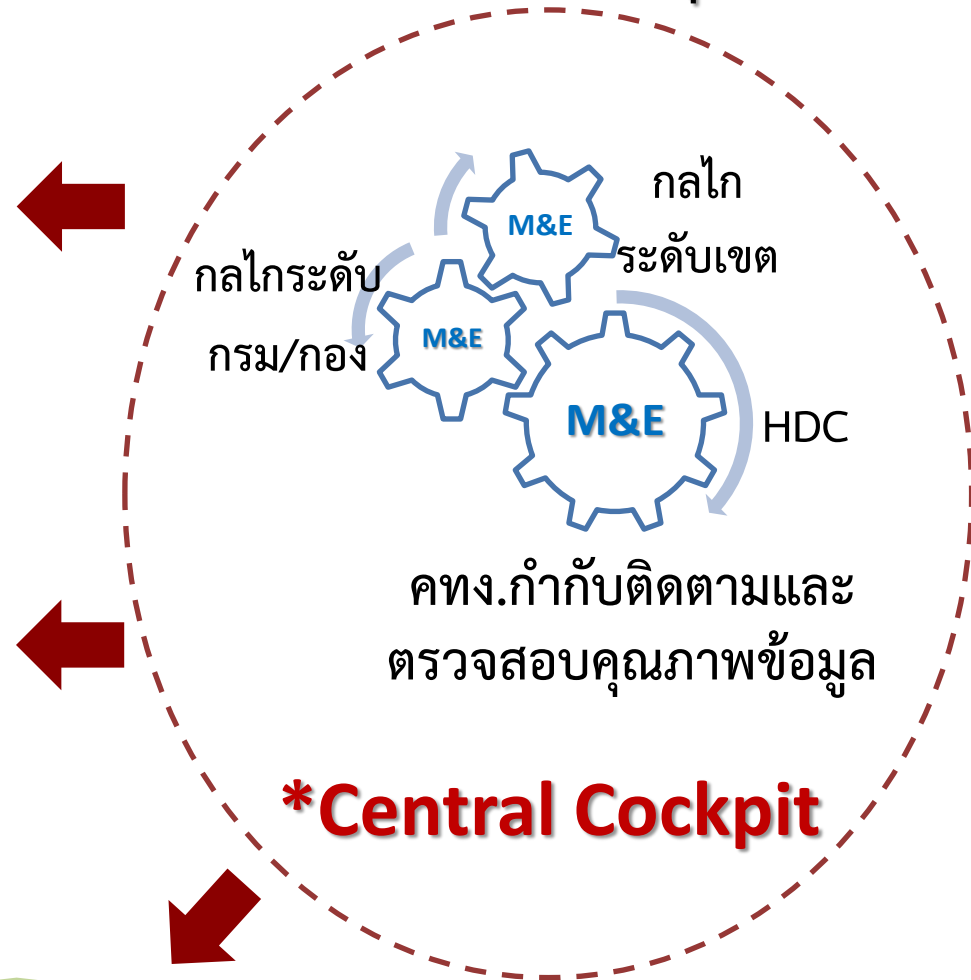 M&E
กลไก
ระดับเขต
กลไกระดับ
กรม/กอง
M&E
M&E
HDC
คทง.กำกับติดตามและ
ตรวจสอบคุณภาพข้อมูล
*Central Cockpit